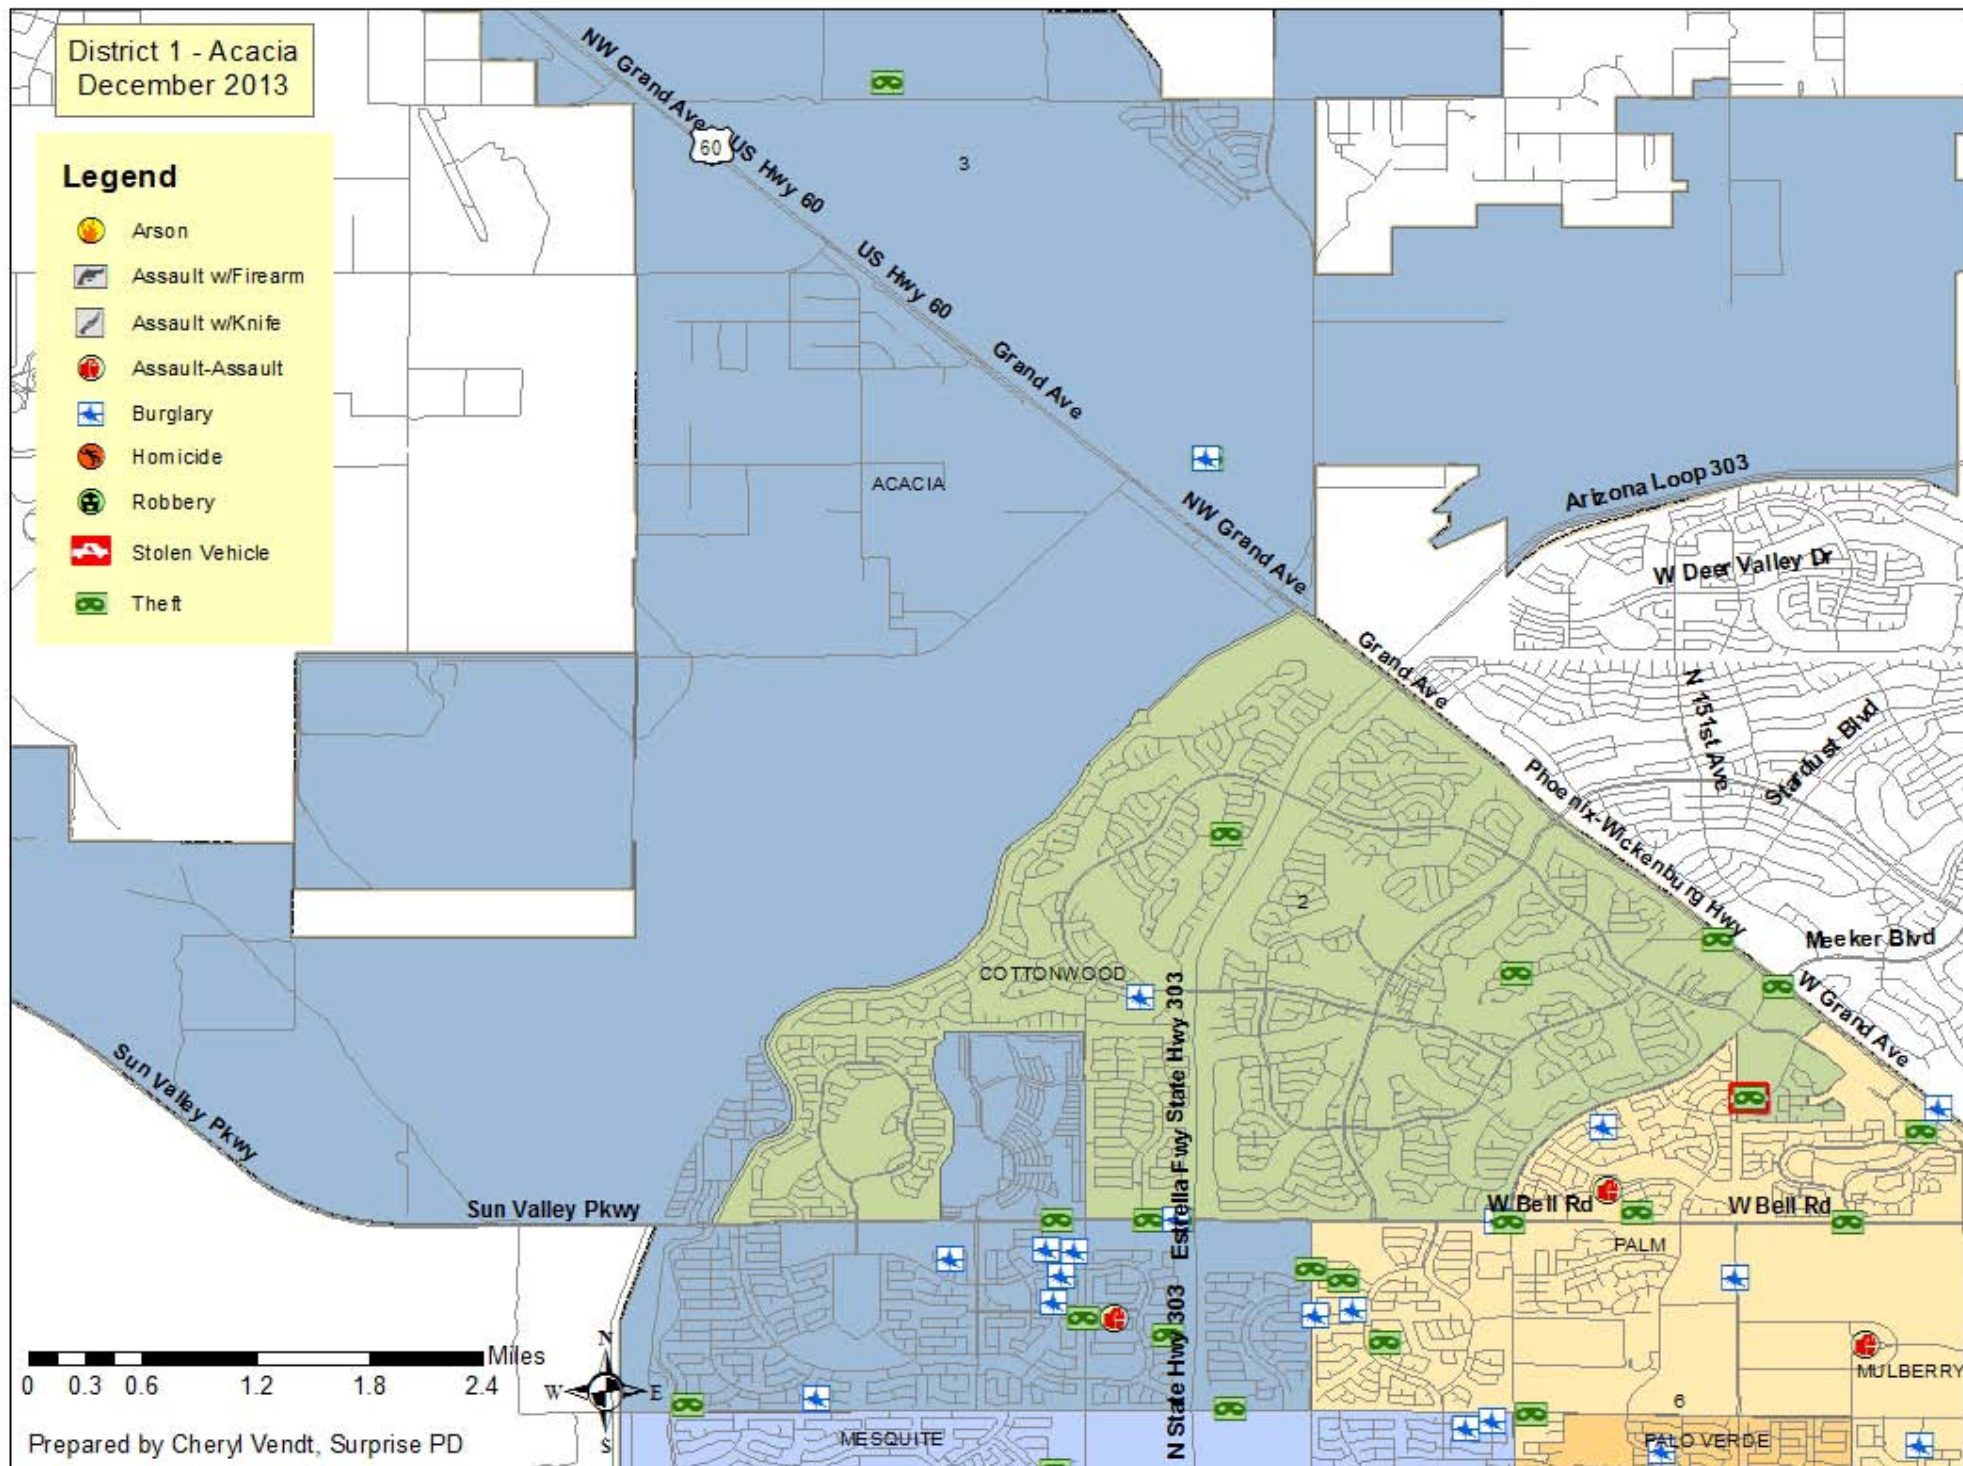 District 1 - Acacia
December 2013
Legend
Arson
Assault w/Firearm
Assault w/Knife
Assault-Assault
Burglary
Homicide
Robbery
Stolen Vehicle
Theft
NW Grand Ave
60
US Hwy 60
3
US Hwy 60
Grand Ave
ACACIA
NW Grand Ave
Arizona Loop 303
W Deer Valley Dr
Grand Ave
N 151st Ave
Stardust Blvd
Phoenix-Wickenburg Hwy
2
Meeker Blvd
COTTONWOOD
W Grand Ave
Estrella Fwy State Hwy 303
Sun Valley Pkwy
Sun Valley Pkwy
W Bell Rd
W Bell Rd
PALM
N State Hwy 303
MULBERRY
6
MESQUITE
PALO VERDE
N
W
E
S
Miles
0 0.3 0.6 1.2 1.8 2.4
Prepared by Cheryl Vendt, Surprise PD